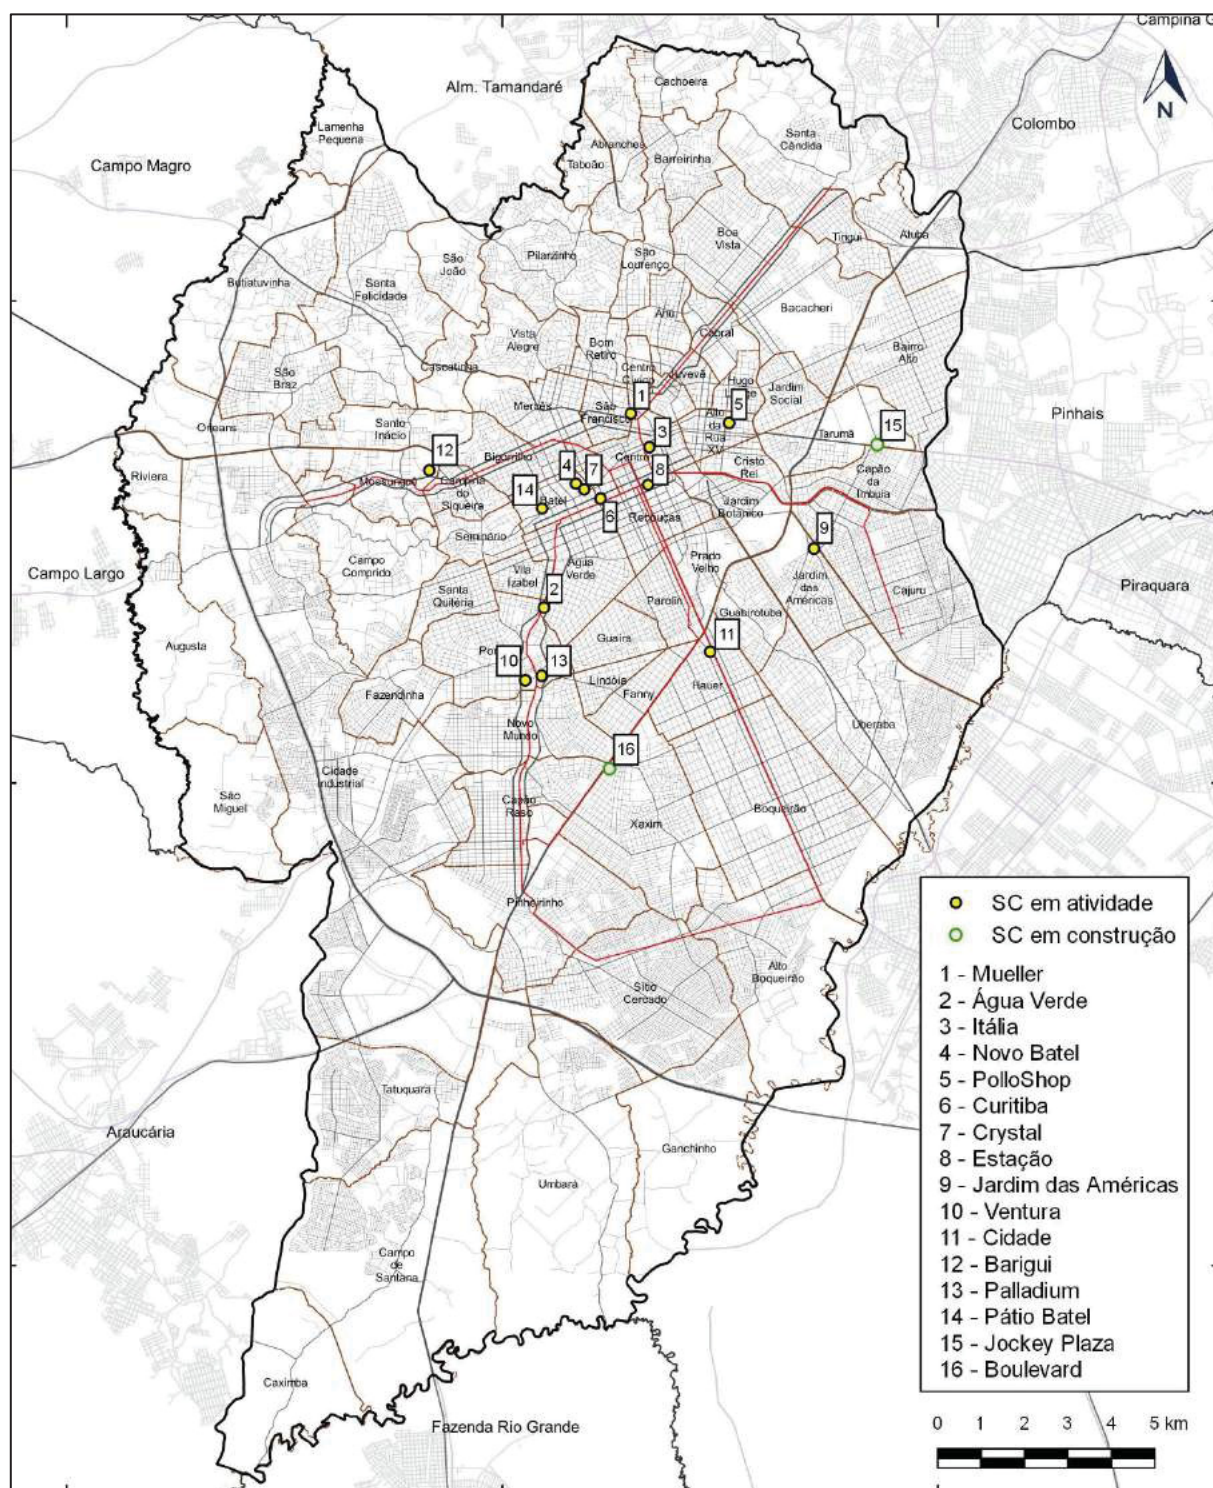 Campina G
Alm. Tamandaré
Cachoeira
Colombo
N
Lamenha
Pequena
Santa
Cândida
Abranches
Taboão
Barreirinha
Campo Magro
Boa
Vista
Tingui
Atuba
São
Lourenço
Pilarzinho
São
João
Butiatuvinha
Santa
Felicidade
Bacacheri
Ahú
Cabral
Vista
Alegre
Bom
Retiro
Bairro
Alto
Cascatinha
São
Braz
Centro
Cívico
Juvevê
Hugo
Lange
Jardim
Social
Pinhais
1
5
Mercês
São
Francisco
Alto
da
Rua
XV
Orleans
Santo
Inácio
15
Tarumã
3
12
Bigorrilho
Centro
Cristo
Rei
Capão
da
Imbuia
Riviera
Mossunguê
Campina
do
Siqueira
4
7
8
14
Batel
6
Rebouças
Jardim
Botânico
9
Seminário
Campo Largo
Campo
Comprido
Vila
Izabel
Água
Verde
Prado
Velho
Jardim
das
Américas
Cajuru
Piraquara
Santa
Quitéria
2
Parolin
Guabirotuba
Augusta
Guaíra
11
Por
10
13
Lindóia
Fanny
Hauer
Fazendinha
Novo
Mundo
Uberaba
16
Cidade
Industrial
São
Miguel
Capão
Raso
Xaxim
Boqueirão
Pinheirinho
Alto
Boqueirão
Sítio
Cercado
Tatuquara
Araucária
Ganchinho
Umbará
Campo
de
Santana
Caximba
Fazenda Rio Grande
SC em atividade
SC em construção
1 - Mueller
2 - Água Verde
3 - Itália
4 - Novo Batel
5 - PolloShop
6 - Curitiba
7 - Crystal
8 - Estação
9 - Jardim das Américas
10 - Ventura
11 - Cidade
12 - Barigui
13 - Palladium
14 - Pátio Batel
15 - Jockey Plaza
16 - Boulevard
0 1 2 3 4 5 km